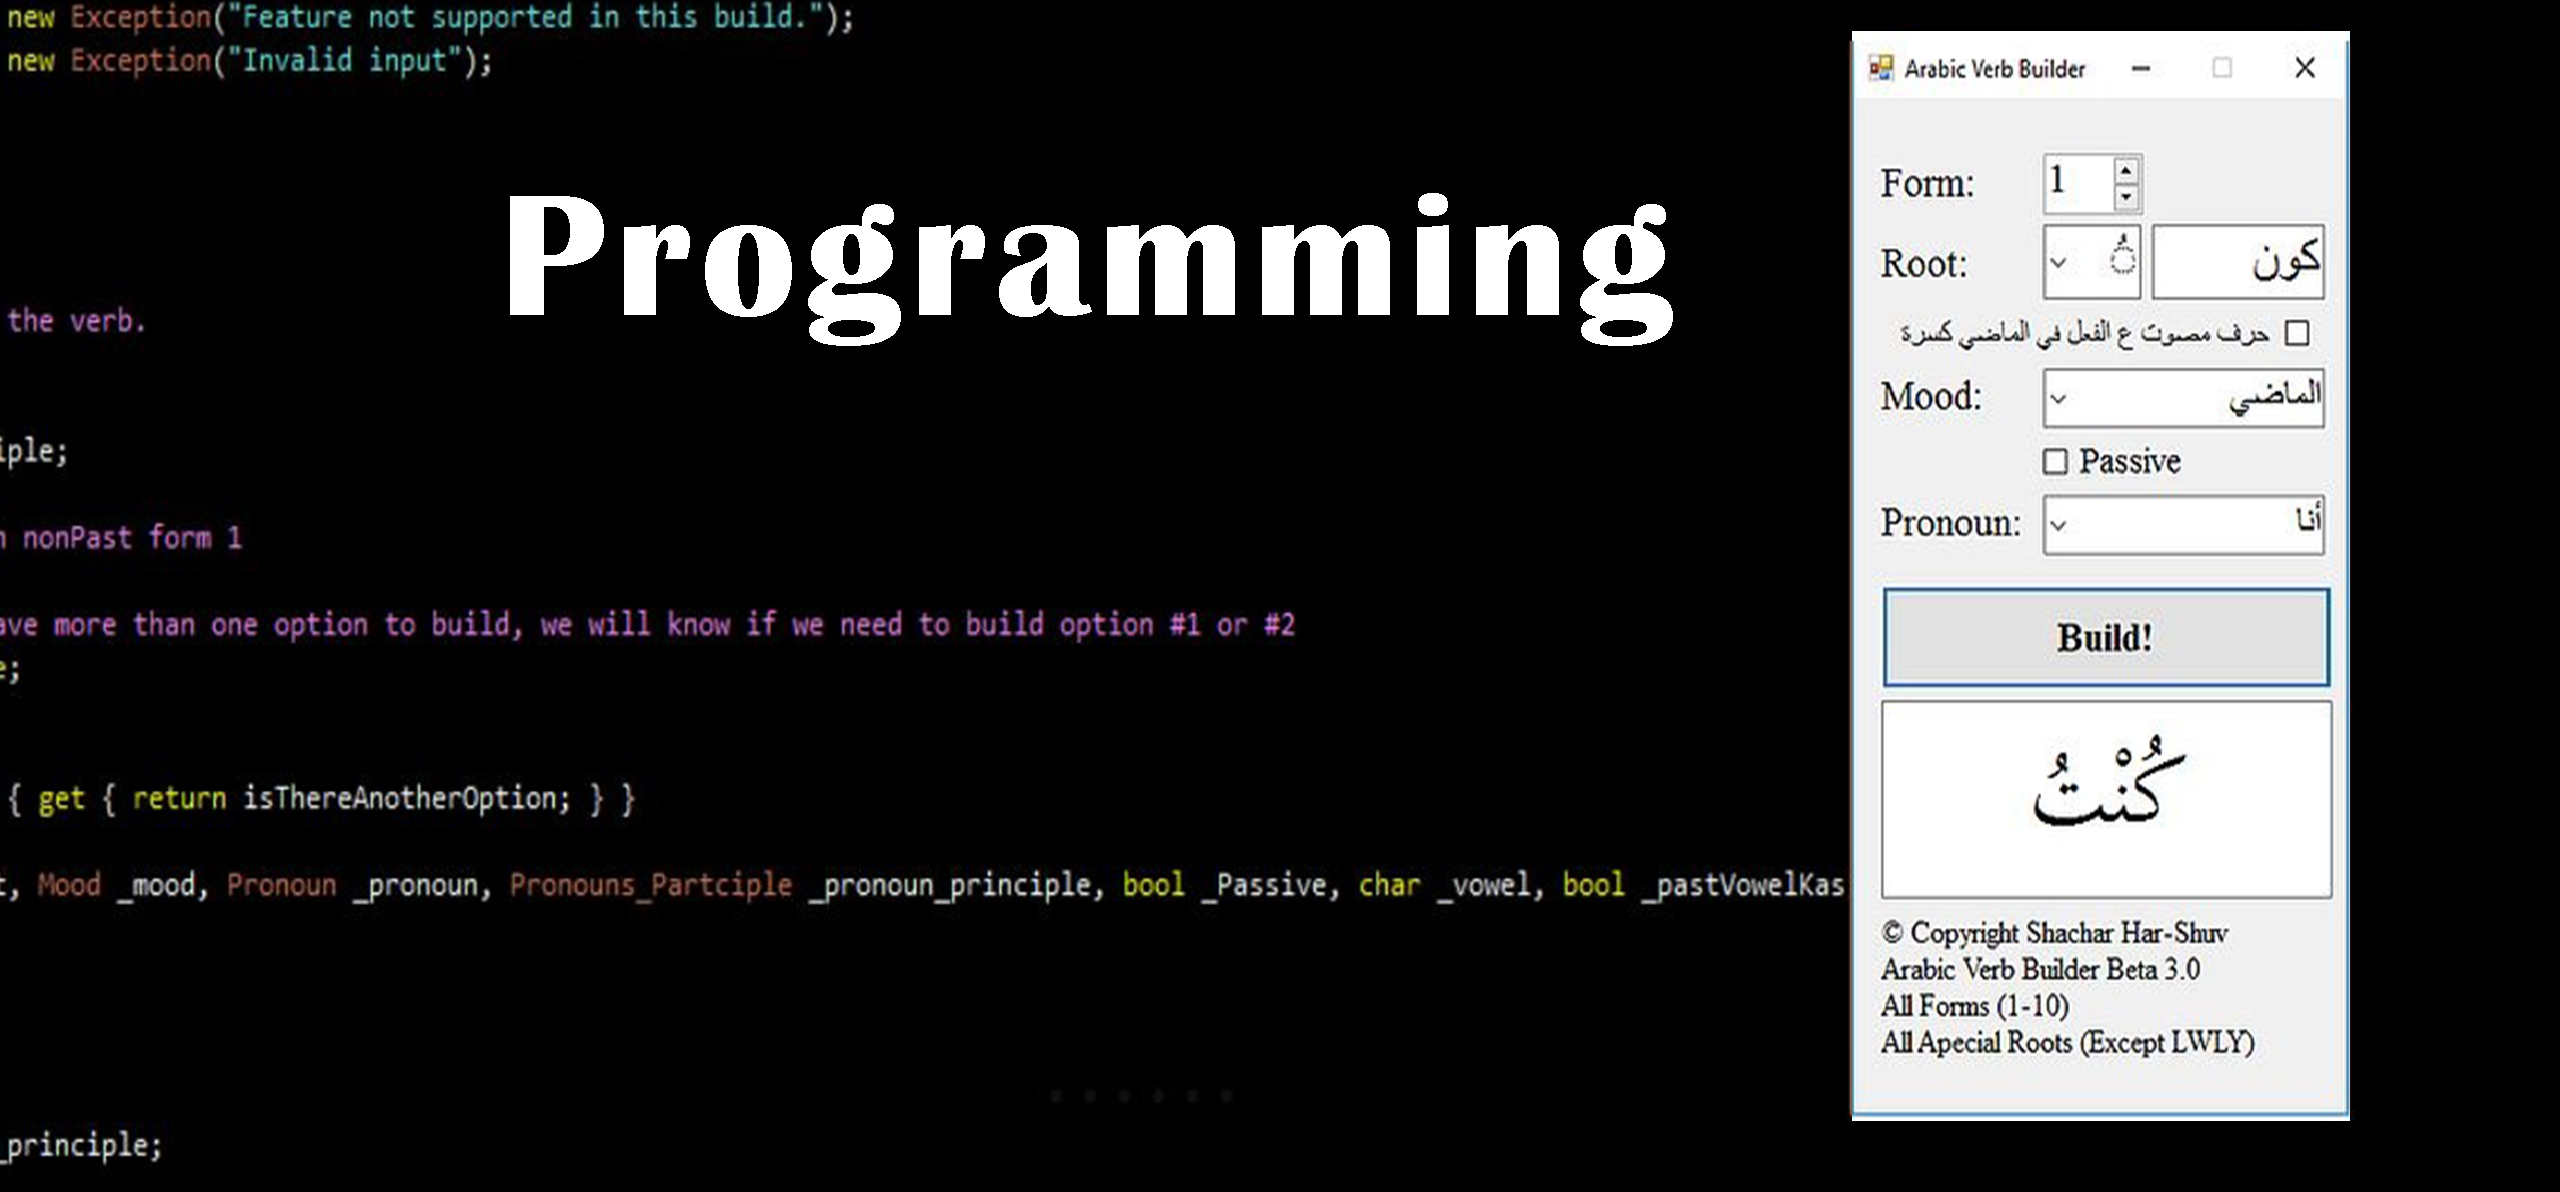 new Exception("Feature not supported in this build.");
new Exception("Invalid input");
Programming
the verb.
iple;
nonPast form 1
ave more than one option to build, we will know if we need to build option #1 or #2
e;
{ get { return isThereAnotherOption; } }
t, Mood _mood, Pronoun _pronoun, Pronouns_Partciple _pronoun_principle, bool _Passive, char _vowel, bool _pastVowelKas
_principle;
Arabic Verb Builder
Form: 1
Root: ◌ُ كون
حرف مصوت ع الفعل في الماضي كسرة
Mood: الماضي
Passive
Pronoun: أنا
Build!
كُنْتُ
© Copyright Shachar Har-Shuv
Arabic Verb Builder Beta 3.0
All Forms (1-10)
All Apecial Roots (Except LWLY)